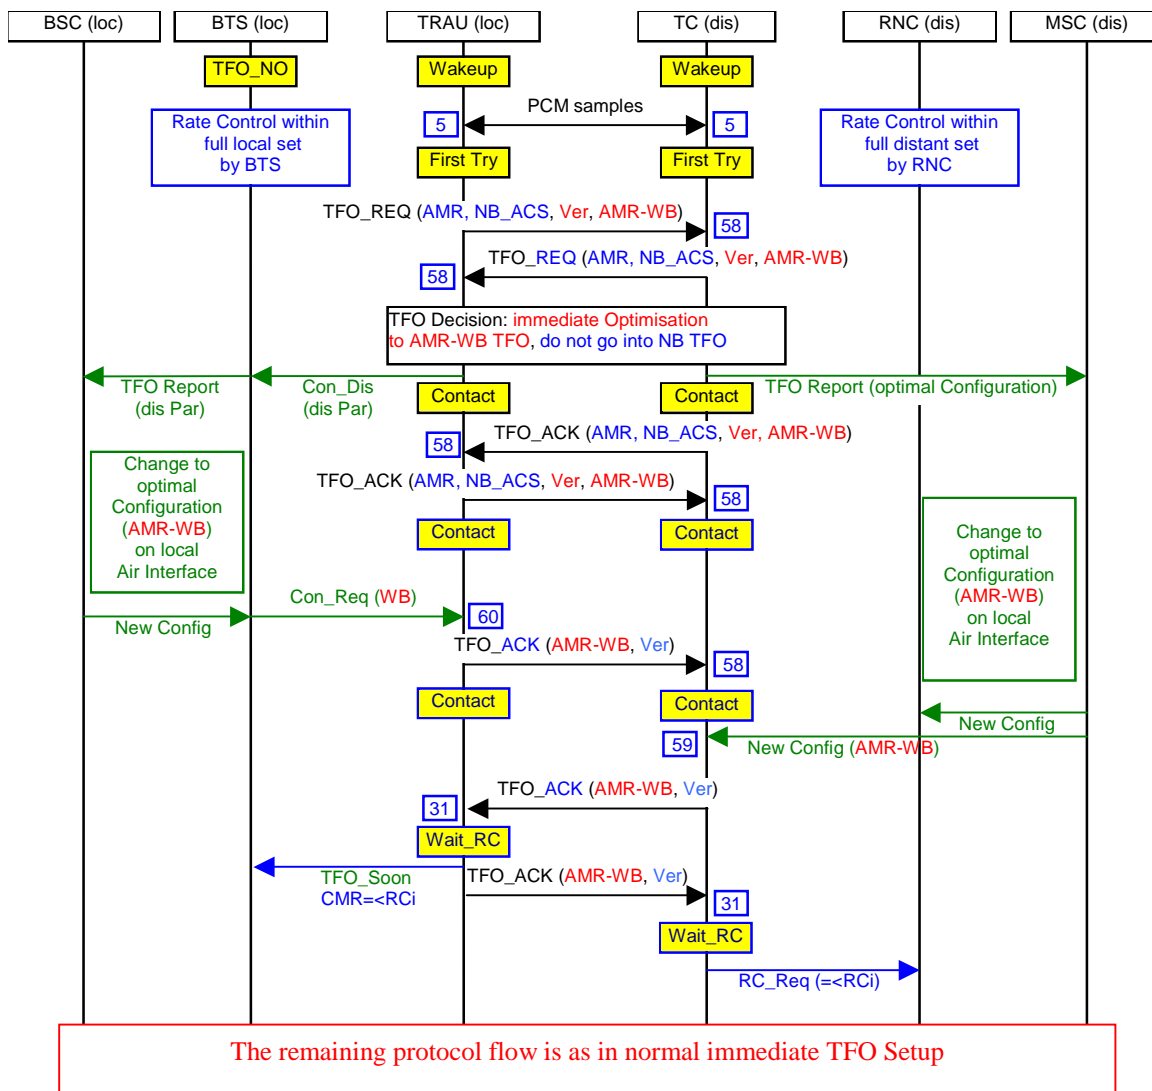 BSC (loc) BTS (loc) TRAU (loc) TC (dis) RNC (dis) MSC (dis)
TFO_NO Wakeup Wakeup
PCM samples
5 5
Rate Control within
full local set
by BTS
Rate Control within
full distant set
by RNC
First Try First Try
TFO_REQ (AMR, NB_ACS, Ver, AMR-WB)
58
TFO_REQ (AMR, NB_ACS, Ver, AMR-WB)
58
TFO Decision: immediate Optimisation
to AMR-WB TFO, do not go into NB TFO
TFO Report
(dis Par)
Con_Dis
(dis Par)
Contact Contact
TFO Report (optimal Configuration)
TFO_ACK (AMR, NB_ACS, Ver, AMR-WB)
58
TFO_ACK (AMR, NB_ACS, Ver, AMR-WB)
58
Change to
optimal
Configuration
(AMR-WB)
on local
Air Interface
Contact Contact
Change to
optimal
Configuration
(AMR-WB)
on local
Air Interface
New Config
Con_Req (WB)
60
TFO_ACK (AMR-WB, Ver)
58
Contact Contact
New Config
59
New Config (AMR-WB)
TFO_ACK (AMR-WB, Ver)
31
Wait_RC
TFO_Soon
CMR=<RCi
TFO_ACK (AMR-WB, Ver)
31
Wait_RC
RC_Req (=<RCi)
The remaining protocol flow is as in normal immediate TFO Setup